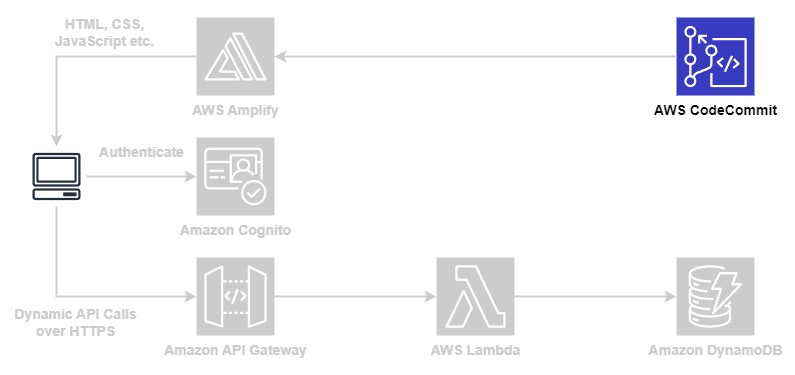 HTML, CSS,
JavaScript etc.
AWS Amplify
AWS CodeCommit
Authenticate
Amazon Cognito
Dynamic API Calls
over HTTPS
Amazon API Gateway
AWS Lambda
Amazon DynamoDB